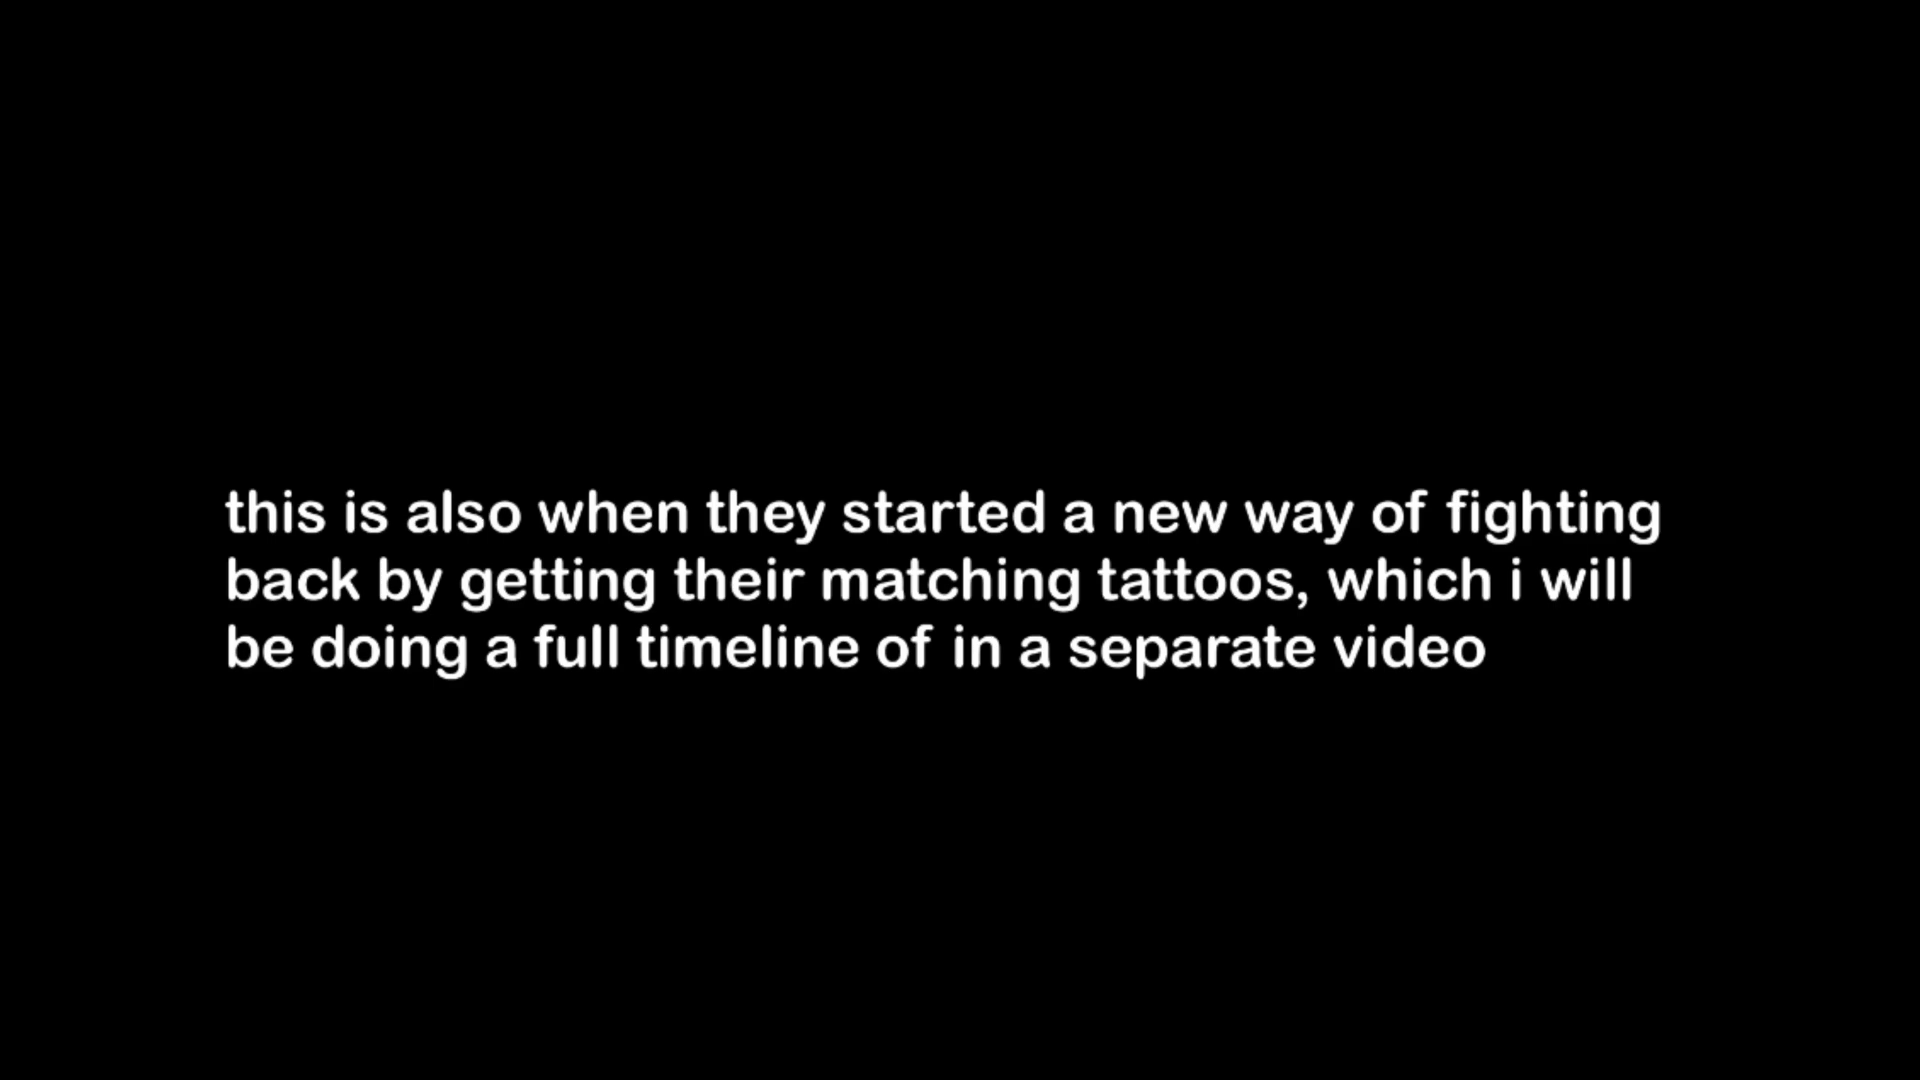 this is also when they started a new way of fighting
back by getting their matching tattoos, which i will
be doing a full timeline of in a separate video